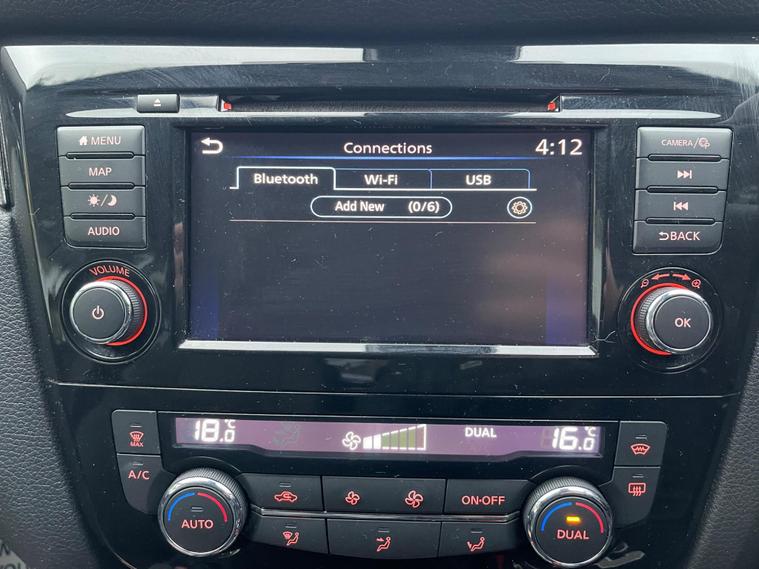 MENU
MAP
AUDIO
VOLUME
Connections
4:12
Bluetooth
Wi-Fi
USB
Add New (0/6)
CAMERA/
BACK
OK
18.0 °C
DUAL
16.0 °C
MAX
A/C
AUTO
ON·OFF
DUAL